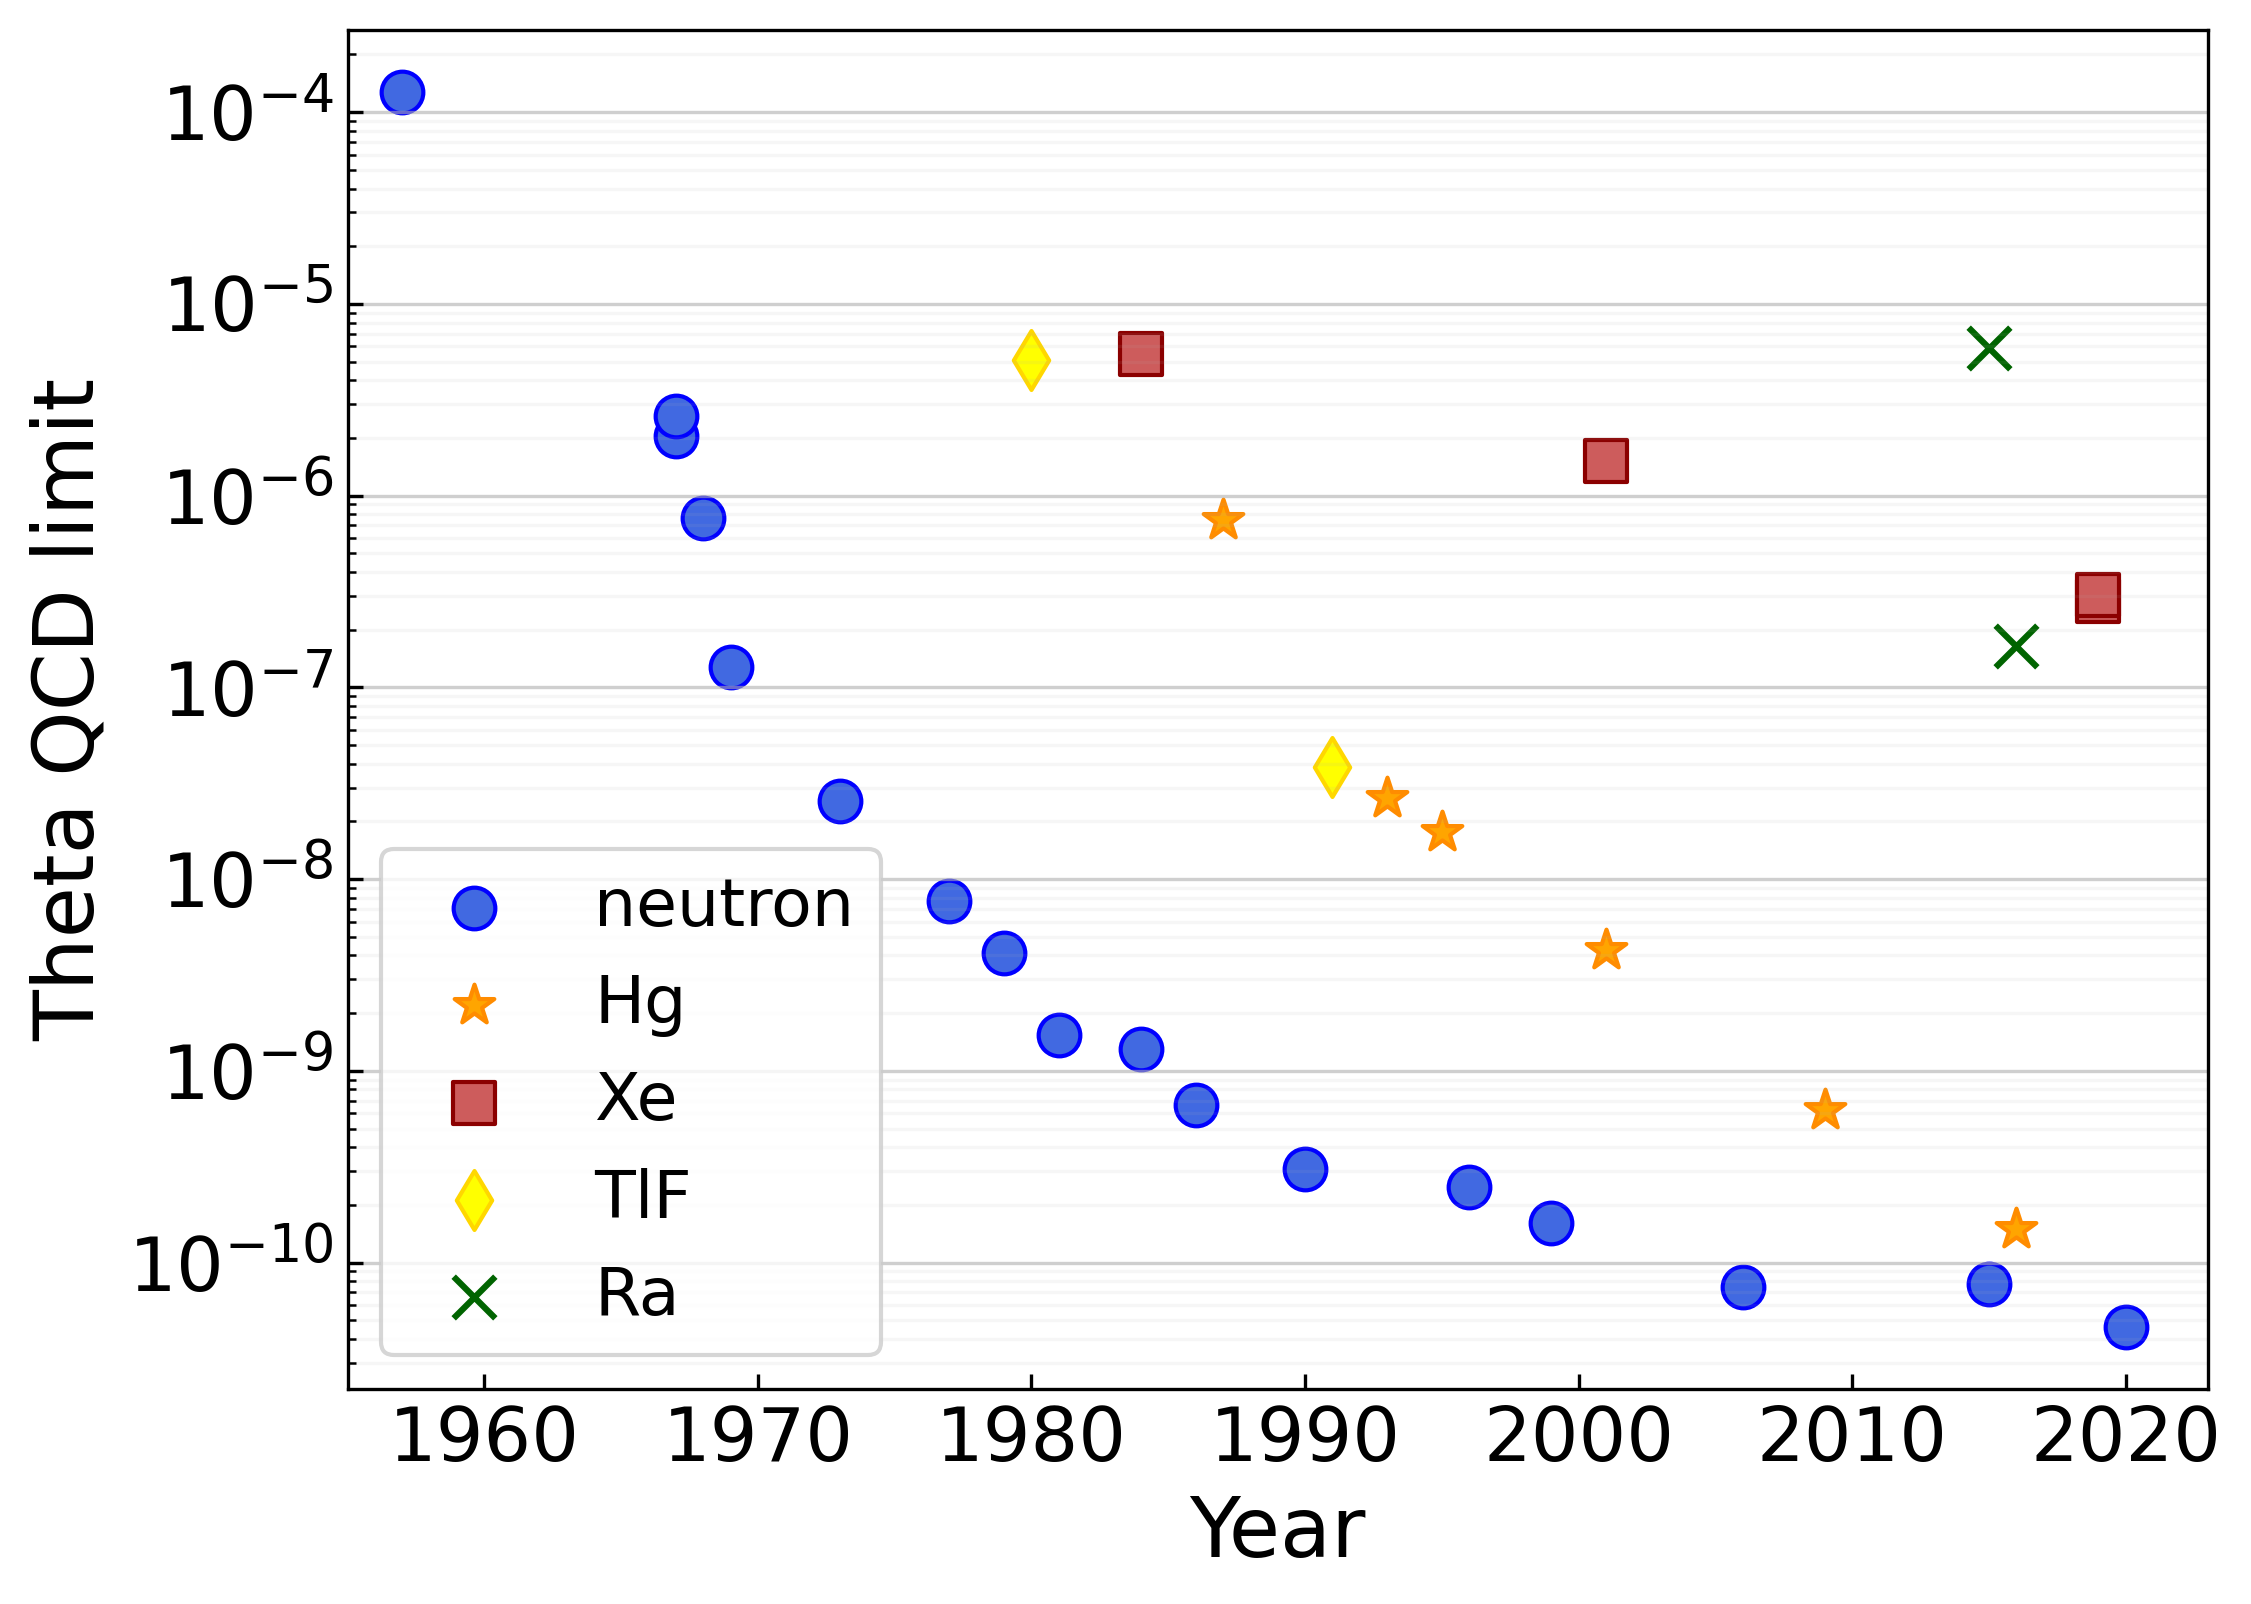 Theta QCD limit
10⁻⁴
10⁻⁵
10⁻⁶
10⁻⁷
10⁻⁸
10⁻⁹
10⁻¹⁰
neutron
Hg
Xe
TlF
Ra
1960 1970 1980 1990 2000 2010 2020
Year